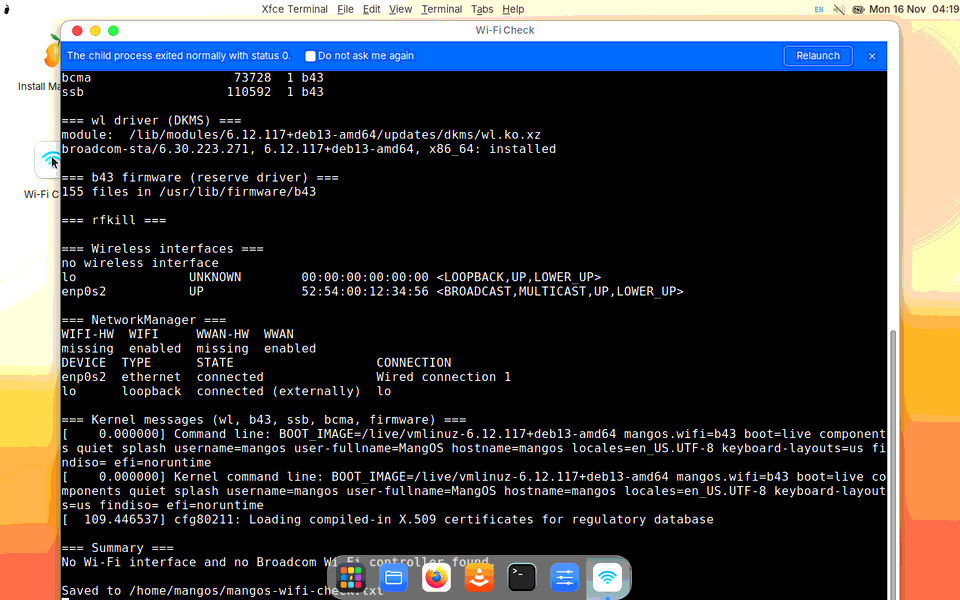 Xfce Terminal File Edit View Terminal Tabs Help EN Mon 16 Nov 04:19
Wi-Fi Check
The child process exited normally with status 0. Do not ask me again Relaunch ×
Install Ma
Wi-Fi C
bcma 73728 1 b43
ssb 110592 1 b43
=== wl driver (DKMS) ===
module: /lib/modules/6.12.117+deb13-amd64/updates/dkms/wl.ko.xz
broadcom-sta/6.30.223.271, 6.12.117+deb13-amd64, x86_64: installed
=== b43 firmware (reserve driver) ===
155 files in /usr/lib/firmware/b43
=== rfkill ===
=== Wireless interfaces ===
no wireless interface
lo UNKNOWN 00:00:00:00:00:00 <LOOPBACK,UP,LOWER_UP>
enp0s2 UP 52:54:00:12:34:56 <BROADCAST,MULTICAST,UP,LOWER_UP>
=== NetworkManager ===
WIFI-HW WIFI WWAN-HW WWAN
missing enabled missing enabled
DEVICE TYPE STATE CONNECTION
enp0s2 ethernet connected Wired connection 1
lo loopback connected (externally) lo
=== Kernel messages (wl, b43, ssb, bcma, firmware) ===
[ 0.000000] Command line: BOOT_IMAGE=/live/vmlinuz-6.12.117+deb13-amd64 mangos.wifi=b43 boot=live component
s quiet splash username=mangos user-fullname=MangOS hostname=mangos locales=en_US.UTF-8 keyboard-layouts=us fi
ndiso= efi=noruntime
[ 0.000000] Kernel command line: BOOT_IMAGE=/live/vmlinuz-6.12.117+deb13-amd64 mangos.wifi=b43 boot=live co
mponents quiet splash username=mangos user-fullname=MangOS hostname=mangos locales=en_US.UTF-8 keyboard-layout
s=us findiso= efi=noruntime
[ 109.446537] cfg80211: Loading compiled-in X.509 certificates for regulatory database
=== Summary ===
No Wi-Fi interface and no Broadcom Wi-Fi controller found.
Saved to /home/mangos/mangos-wifi-check.txt